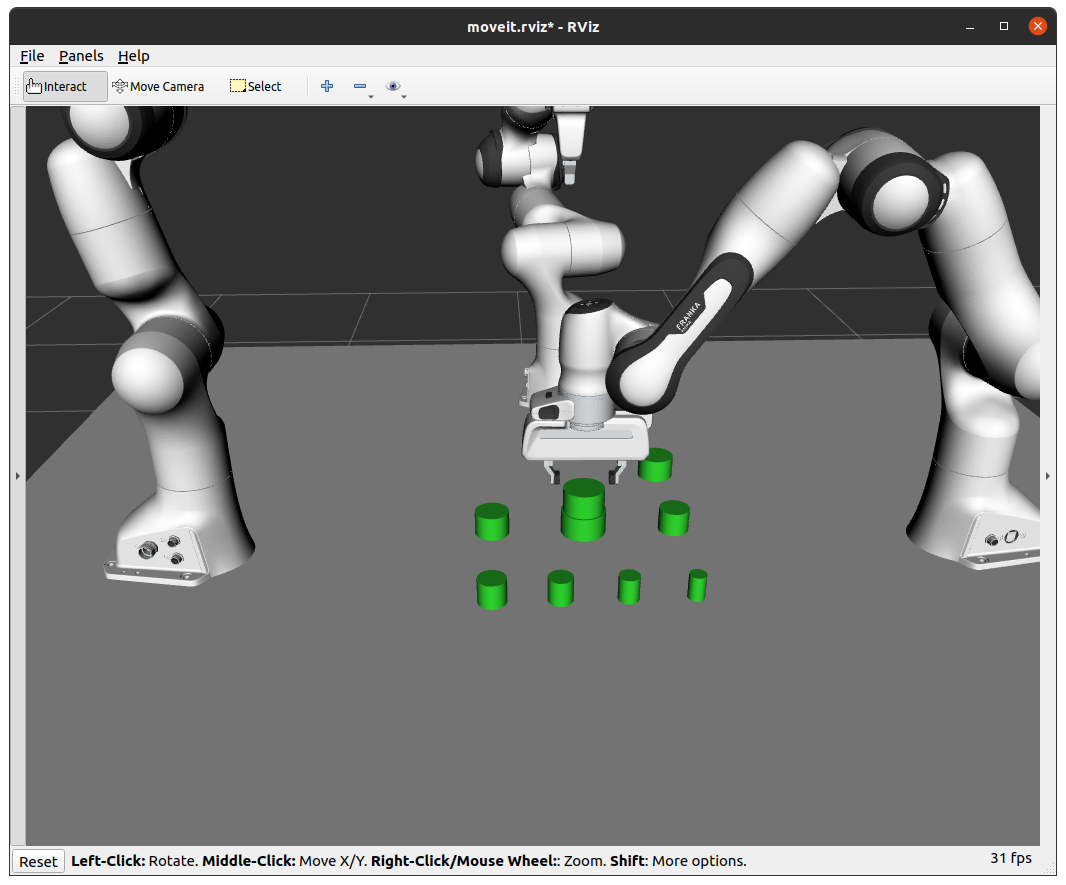 moveit.rviz* - RViz
File Panels Help
Interact Move Camera Select
FRANKA
Reset Left-Click: Rotate. Middle-Click: Move X/Y. Right-Click/Mouse Wheel:: Zoom. Shift: More options. 31 fps